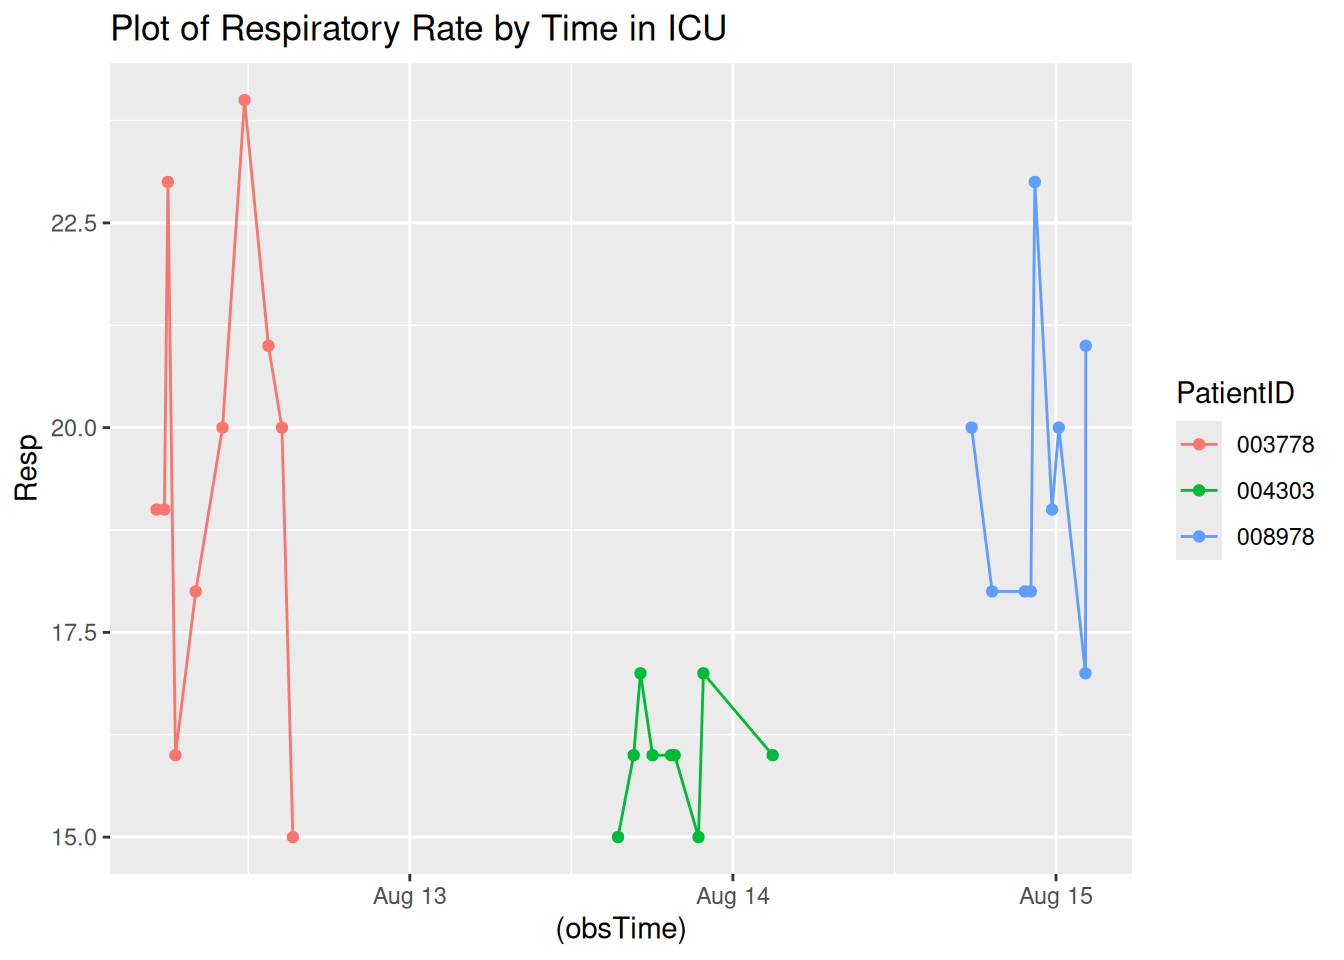 Plot of Respiratory Rate by Time in ICU
Resp
22.5
20.0
17.5
15.0
Aug 13
Aug 14
Aug 15
(obsTime)
PatientID
003778
004303
008978